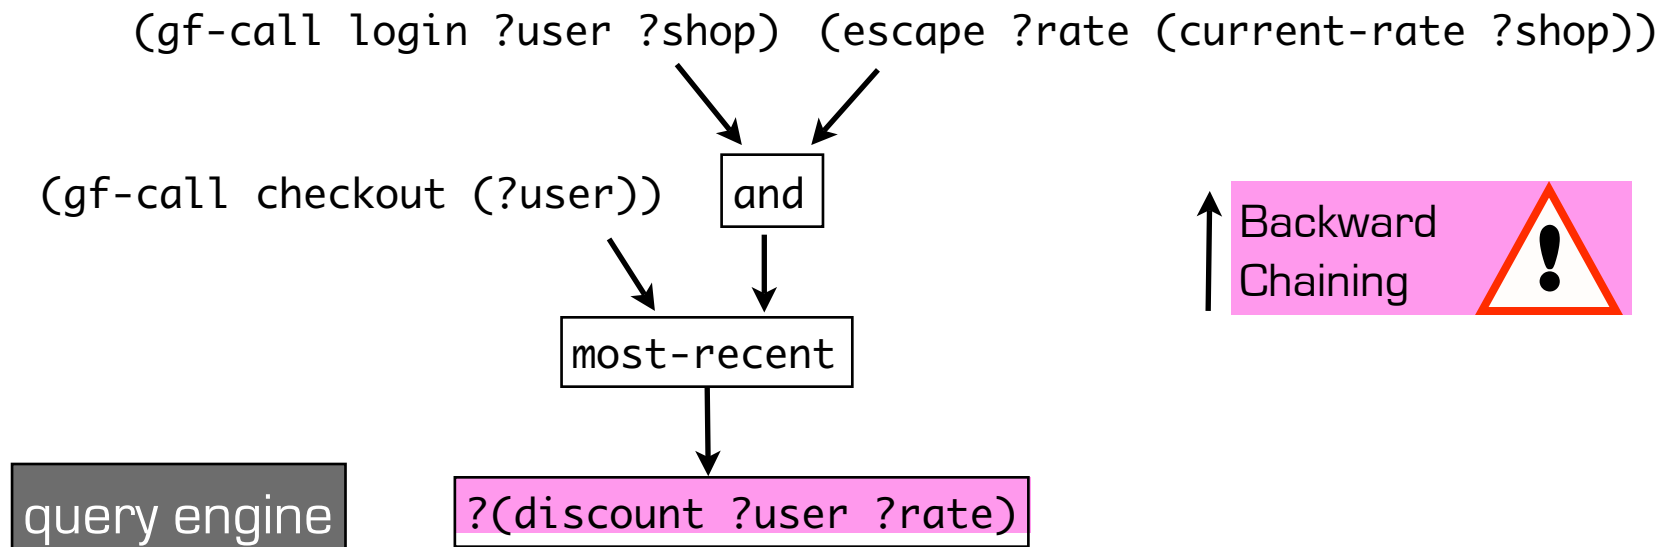 (gf-call login ?user ?shop) (escape ?rate (current-rate ?shop))
(gf-call checkout (?user))
and
Backward
Chaining
!
most-recent
query engine
?(discount ?user ?rate)